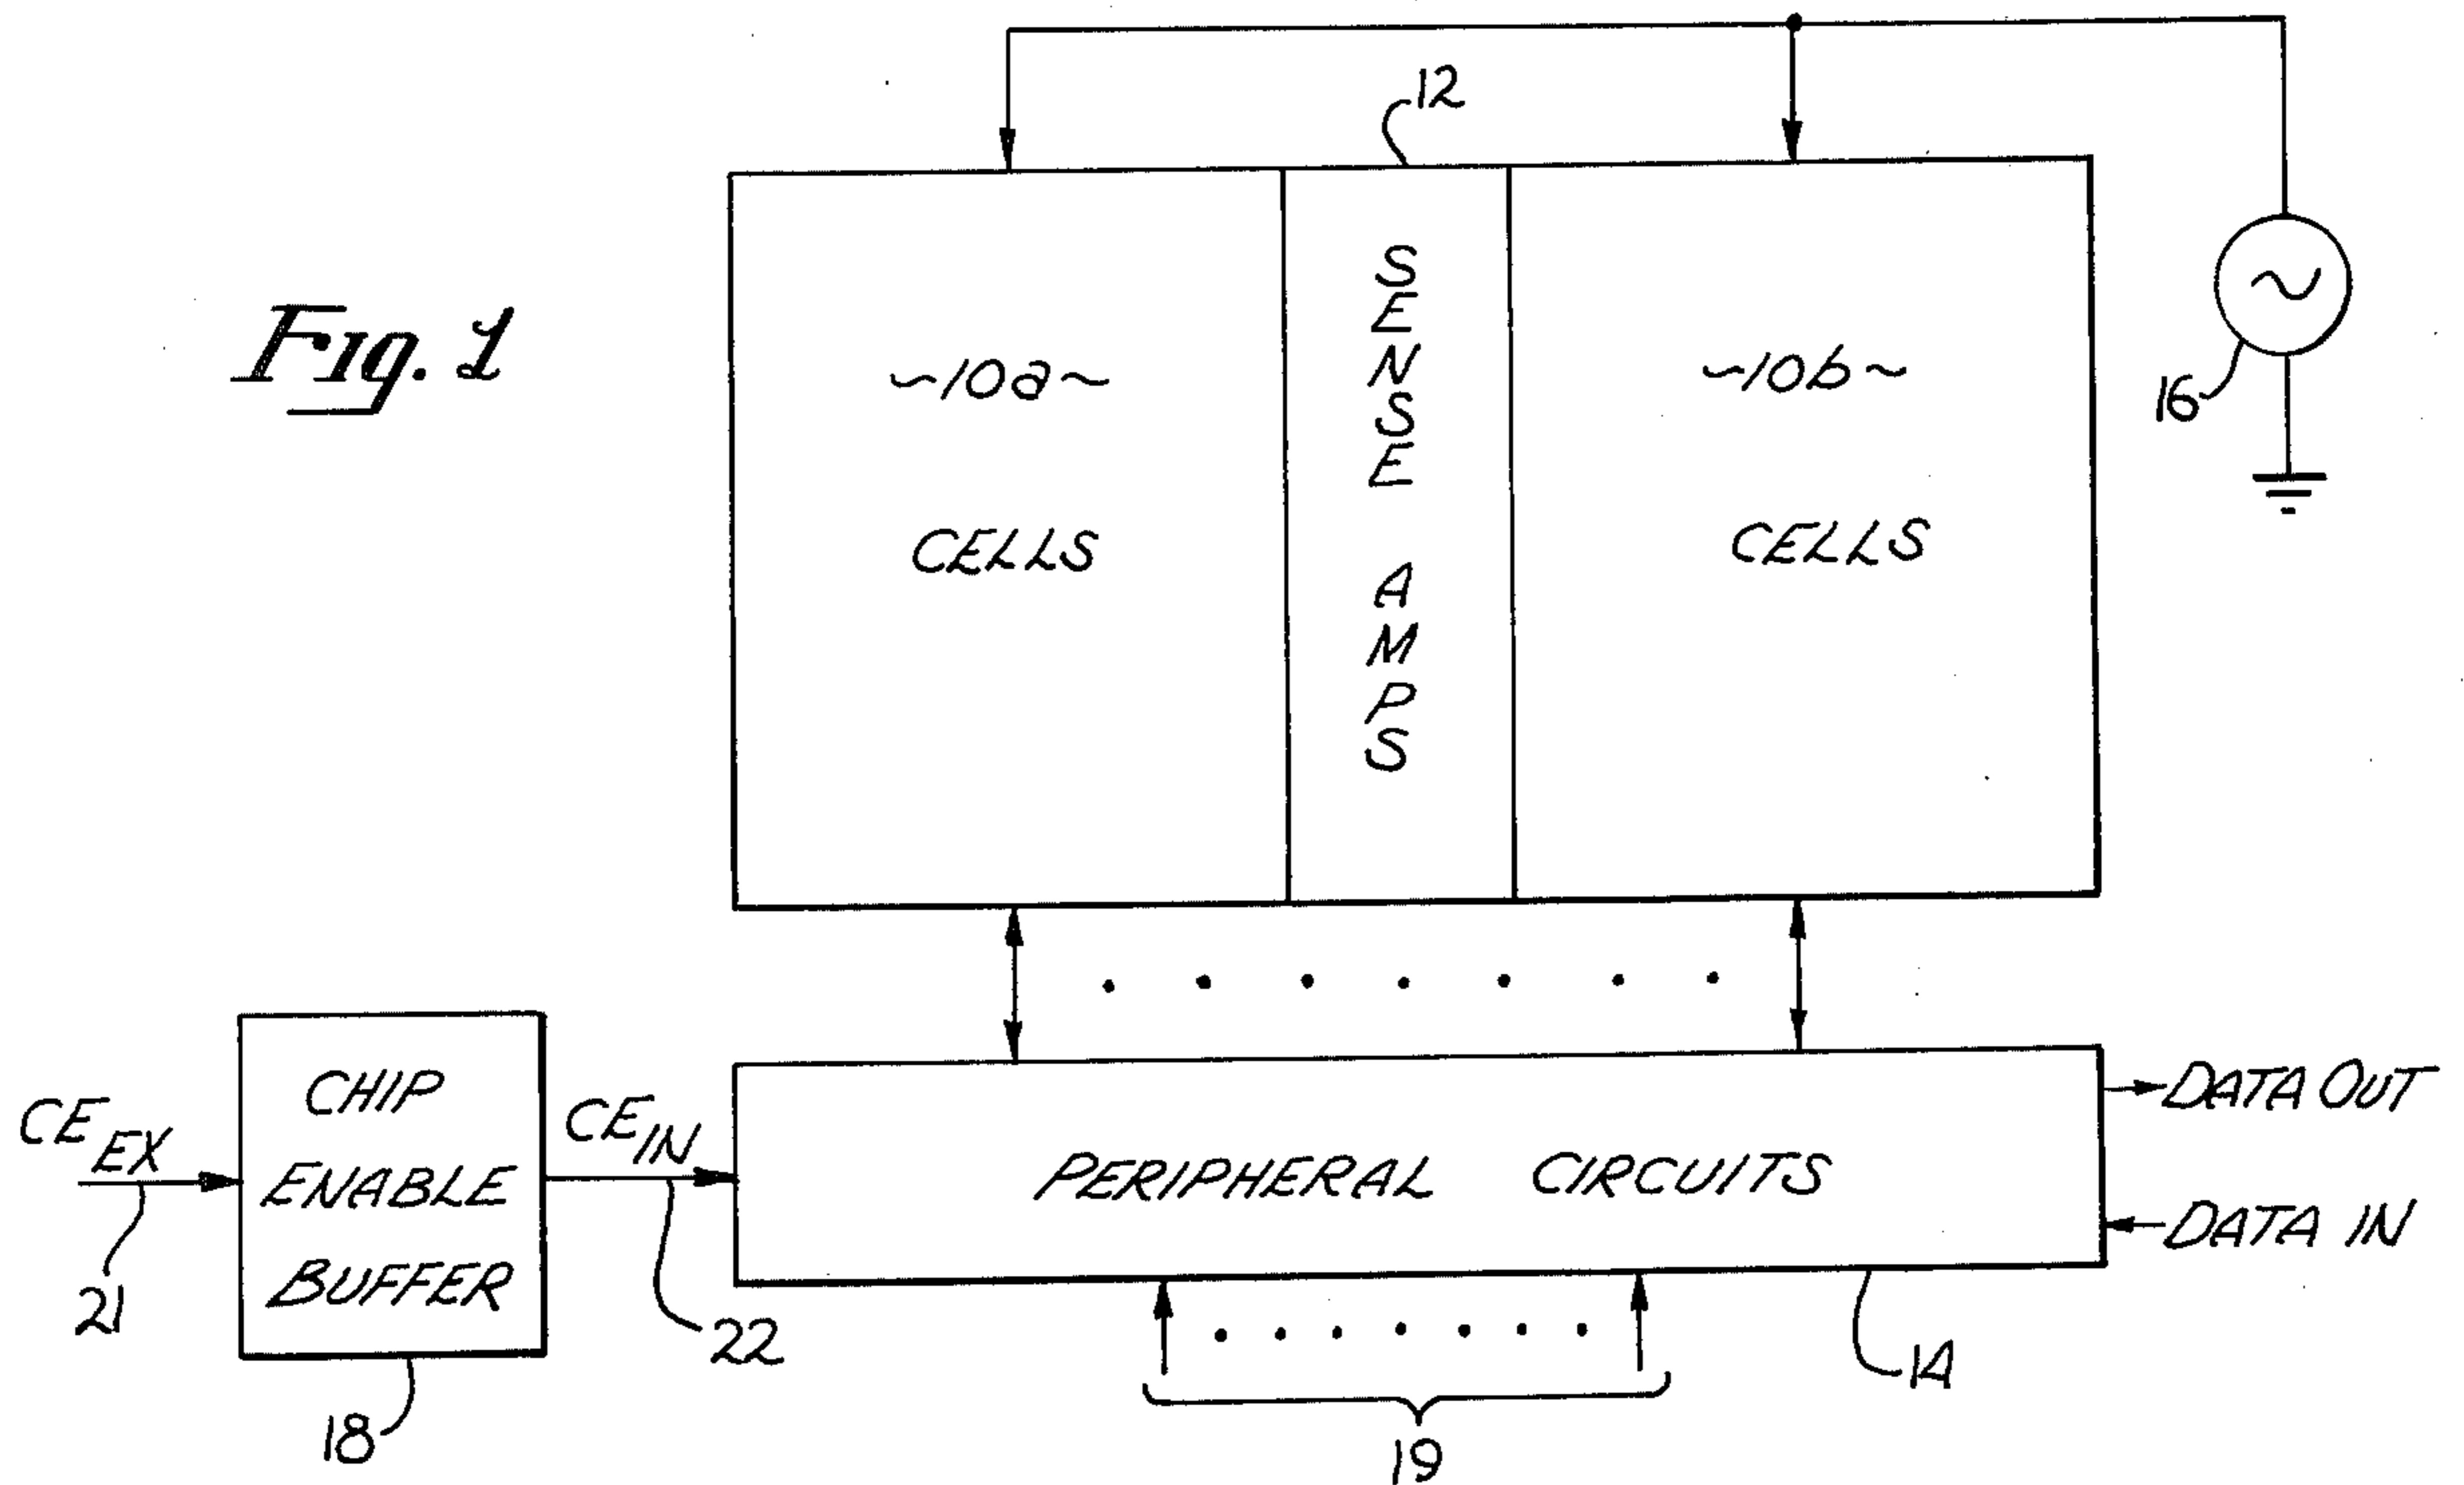 Fig. 1
12
SENSE AMPS
~10a~
CELLS
~10b~
CELLS
16
CE EX
21
CHIP
ENABLE
BUFFER
18
CE IN
22
PERIPHERAL CIRCUITS
DATA OUT
DATA IN
14
19